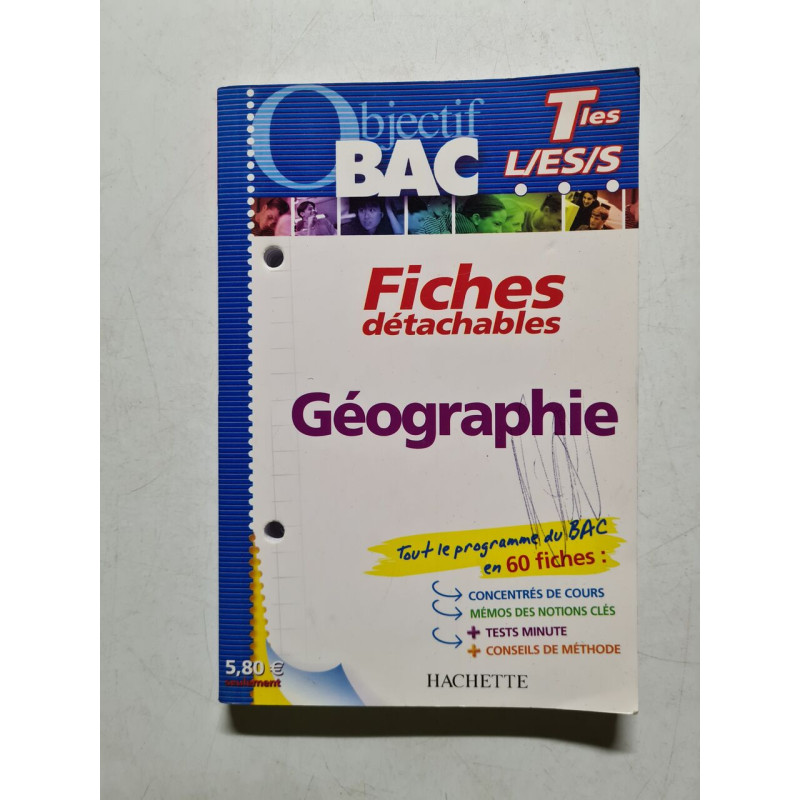 Objectif
BAC
Tles
L/ES/S
Fiches
détachables
Géographie
Tout le programme du BAC
en 60 fiches :
CONCENTRÉS DE COURS
MÉMOS DES NOTIONS CLÉS
+ TESTS MINUTE
+ CONSEILS DE MÉTHODE
5,80 €
seulement
HACHETTE